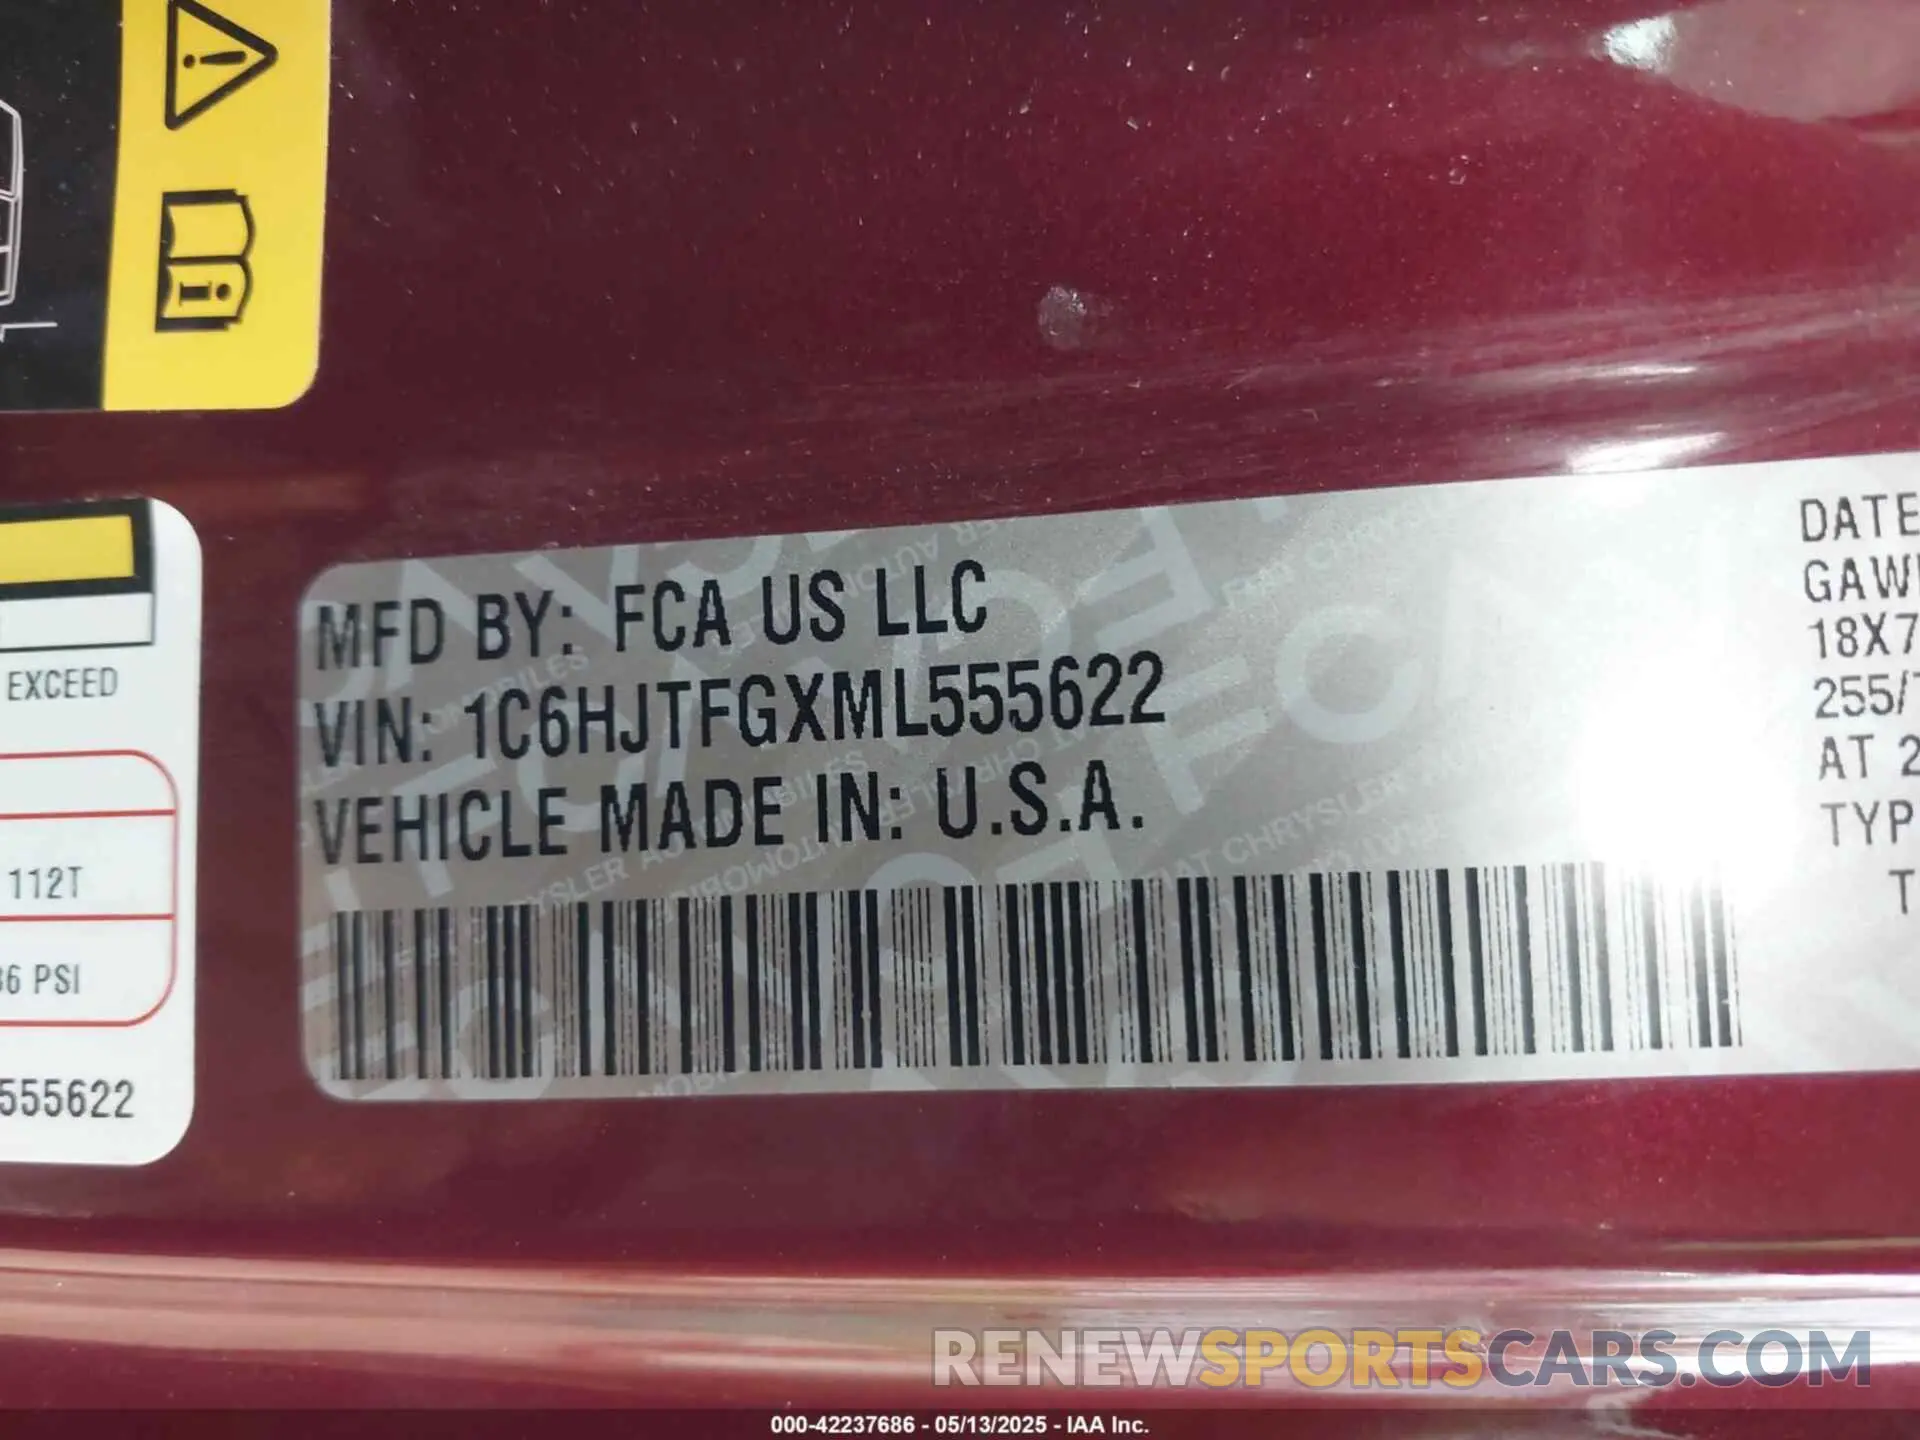 EXCEED
112T
36 PSI
555622
MFD BY: FCA US LLC
VIN: 1C6HJTFGXML555622
VEHICLE MADE IN: U.S.A.
DATE
GAW
18X7
255/
AT 2
TYP
T
RENEWSPORTSCARS.COM
000-42237686 - 05/13/2025 - IAA Inc.